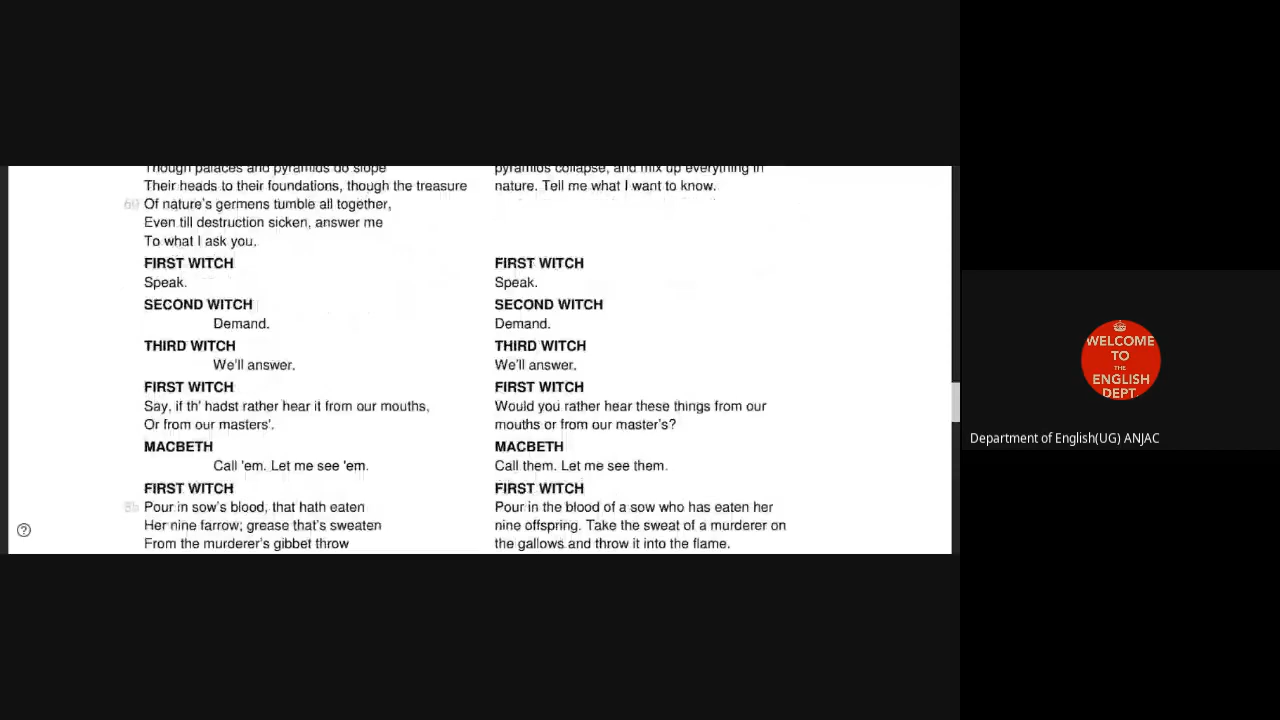 Though palaces and pyramids do slope
Their heads to their foundations, though the treasure
60 Of nature's germens tumble all together,
Even till destruction sicken, answer me
To what I ask you.
FIRST WITCH
Speak.
SECOND WITCH
Demand.
THIRD WITCH
We'll answer.
FIRST WITCH
Say, if th' hadst rather hear it from our mouths,
Or from our masters'.
MACBETH
Call 'em. Let me see 'em.
FIRST WITCH
Pour in sow's blood, that hath eaten
Her nine farrow; grease that's sweaten
From the murderer's gibbet throw
pyramids collapse, and mix up everything in
nature. Tell me what I want to know.
FIRST WITCH
Speak.
SECOND WITCH
Demand.
THIRD WITCH
We'll answer.
FIRST WITCH
Would you rather hear these things from our
mouths or from our master's?
MACBETH
Call them. Let me see them.
FIRST WITCH
Pour in the blood of a sow who has eaten her
nine offspring. Take the sweat of a murderer on
the gallows and throw it into the flame.
WELCOME
TO
THE
ENGLISH
DEPT.
Department of English(UG) ANJAC